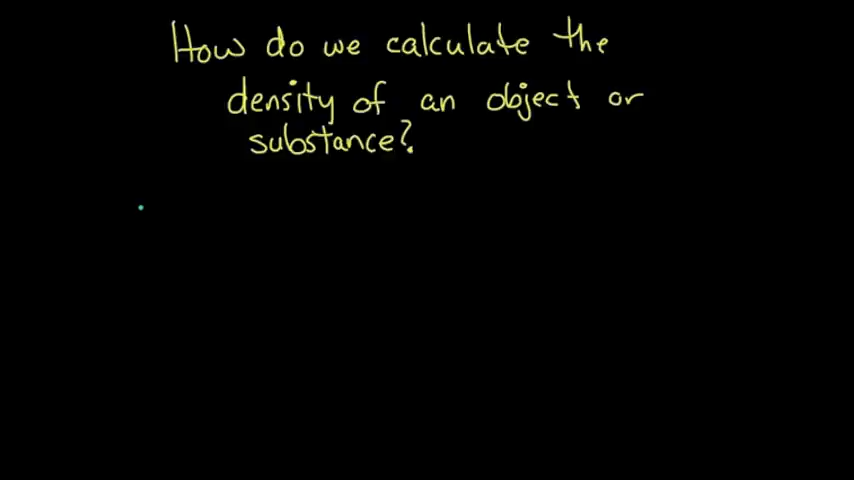 How do we calculate the
density of an object or
substance?